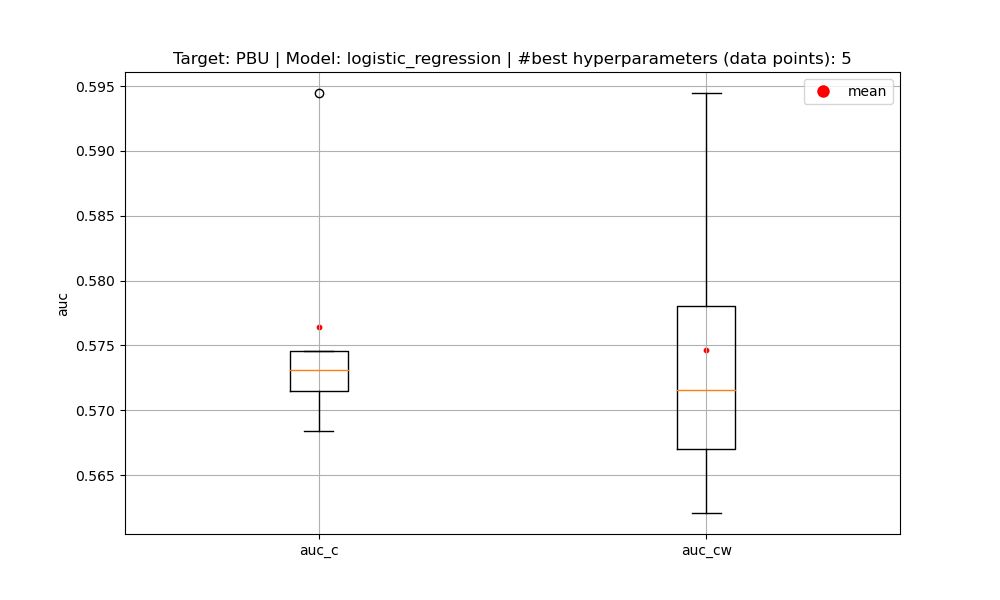 Target: PBU | Model: logistic_regression | #best hyperparameters (data points): 5
mean
0.595
0.590
0.585
0.580
0.575
0.570
0.565
auc
auc_c
auc_cw